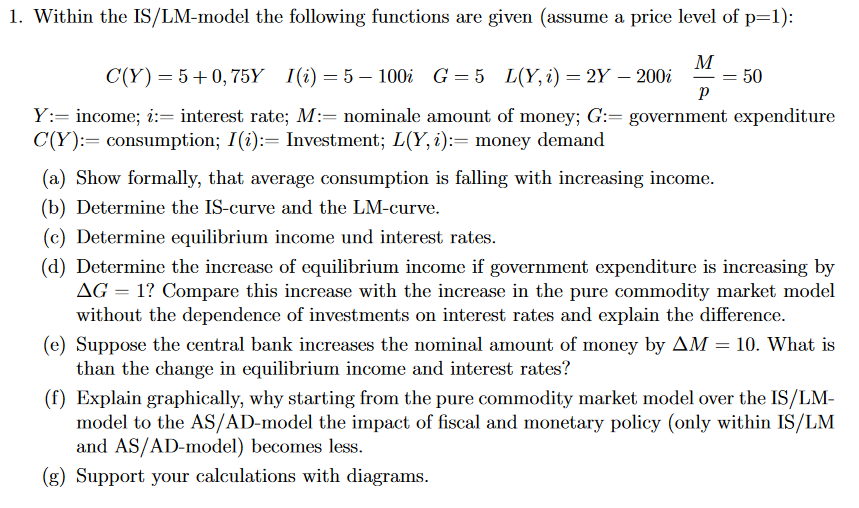 1. Within the IS/LM-model the following functions are given (assume a price level of p=1):
C(Y) = 5 + 0, 75Y I(i) = 5 − 100i G = 5 L(Y, i) = 2Y − 200i M/p = 50
Y:= income; i:= interest rate; M:= nominale amount of money; G:= government expenditure
C(Y):= consumption; I(i):= Investment; L(Y, i):= money demand
(a) Show formally, that average consumption is falling with increasing income.
(b) Determine the IS-curve and the LM-curve.
(c) Determine equilibrium income und interest rates.
(d) Determine the increase of equilibrium income if government expenditure is increasing by
ΔG = 1? Compare this increase with the increase in the pure commodity market model
without the dependence of investments on interest rates and explain the difference.
(e) Suppose the central bank increases the nominal amount of money by ΔM = 10. What is
than the change in equilibrium income and interest rates?
(f) Explain graphically, why starting from the pure commodity market model over the IS/LM-
model to the AS/AD-model the impact of fiscal and monetary policy (only within IS/LM
and AS/AD-model) becomes less.
(g) Support your calculations with diagrams.